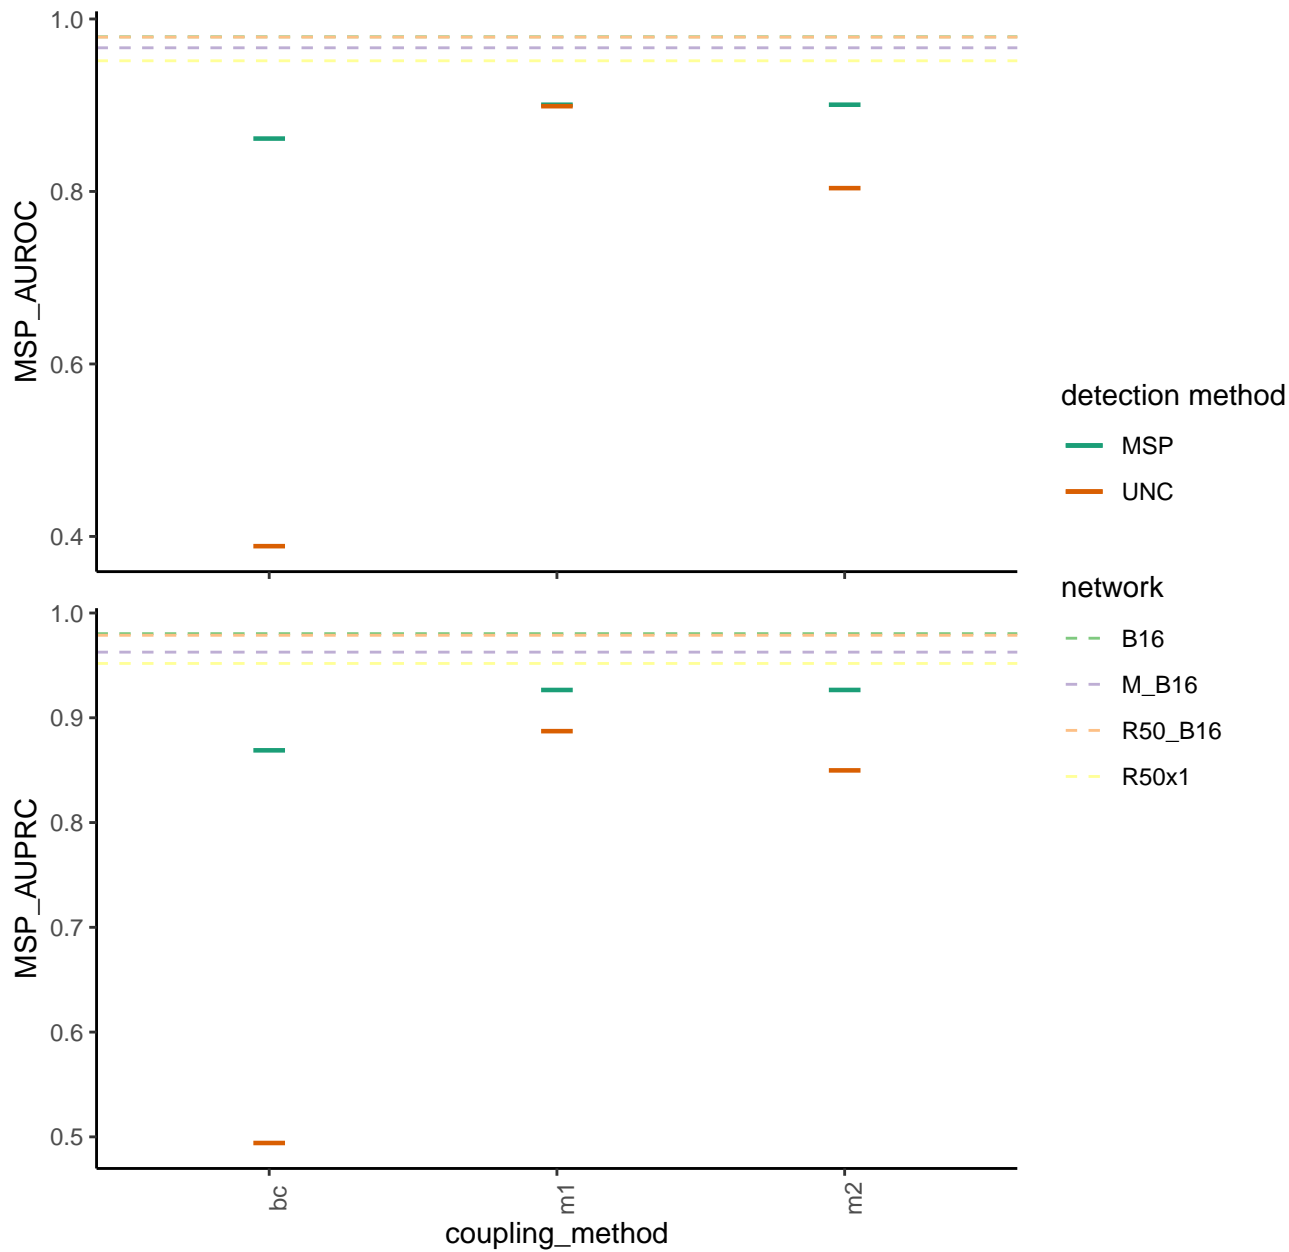 MSP_AUROC
1.0
0.8
0.6
0.4
MSP_AUPRC
1.0
0.9
0.8
0.7
0.6
0.5
bc
m1
m2
coupling_method
detection method
MSP
UNC
network
B16
M_B16
R50_B16
R50x1